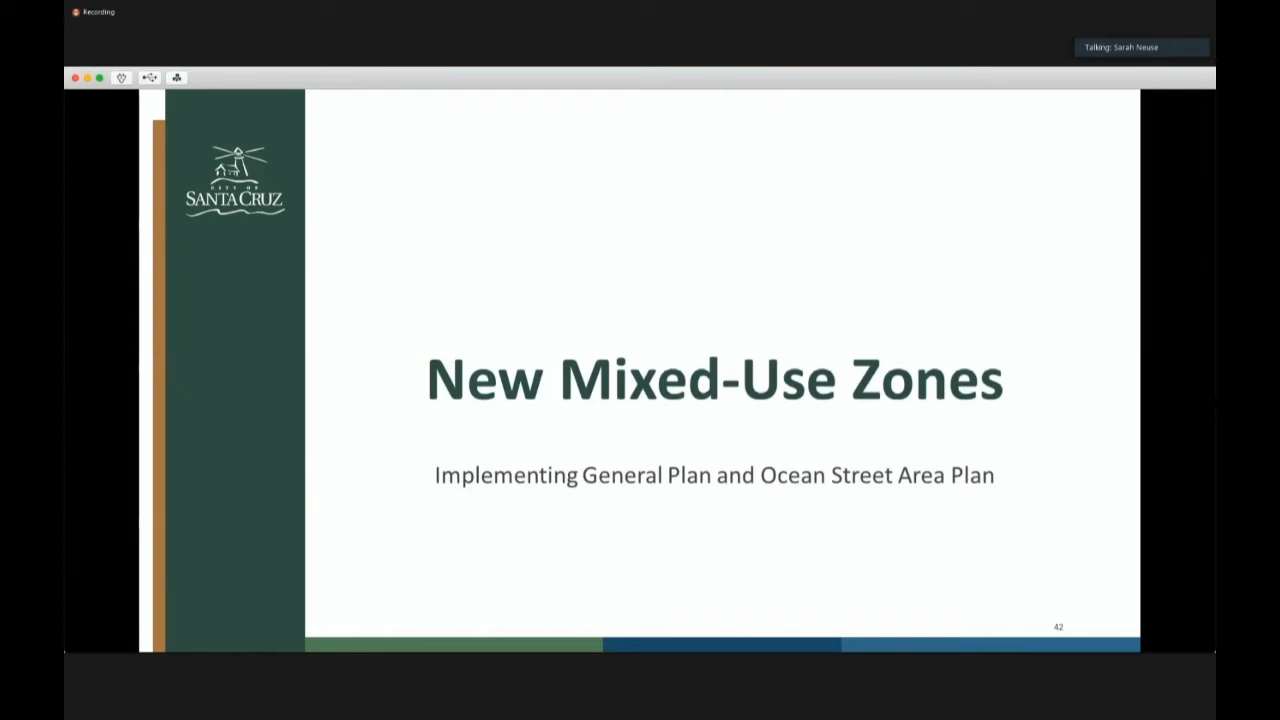 Recording
Talking: Sarah Neuse
CITY OF
SANTA CRUZ
New Mixed-Use Zones
Implementing General Plan and Ocean Street Area Plan
42